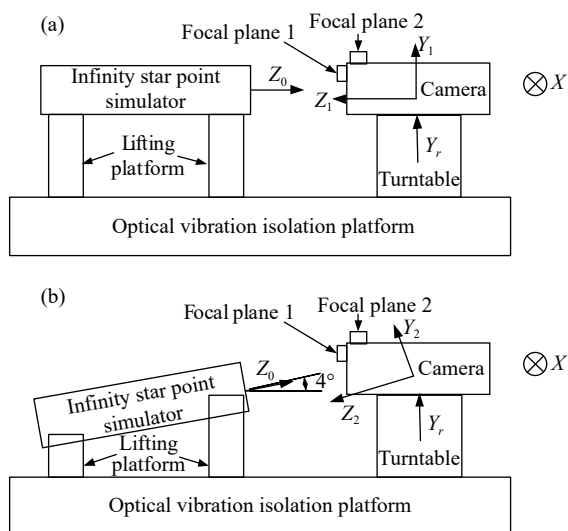 (a)
Focal plane 2
Focal plane 1
Y₁
Infinity star point
simulator
Z₀
Z₁
Camera
X
Lifting
platform
Yᵣ
Turntable
Optical vibration isolation platform
(b)
Focal plane 2
Focal plane 1
Y₂
Z₀
4°
Camera
X
Infinity star point
simulator
Z₂
Lifting
platform
Yᵣ
Turntable
Optical vibration isolation platform